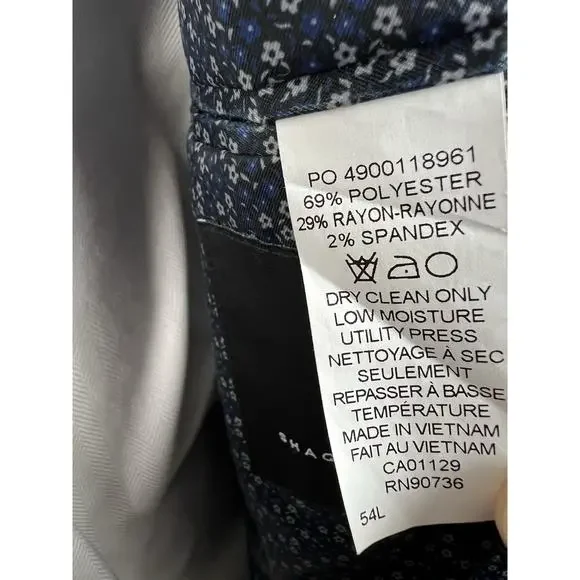 PO 4900118961
69% POLYESTER
29% RAYON-RAYONNE
2% SPANDEX
DRY CLEAN ONLY
LOW MOISTURE
UTILITY PRESS
NETTOYAGE À SEC
SEULEMENT
REPASSER À BASSE
TEMPÉRATURE
MADE IN VIETNAM
FAIT AU VIETNAM
CA01129
RN90736
54L